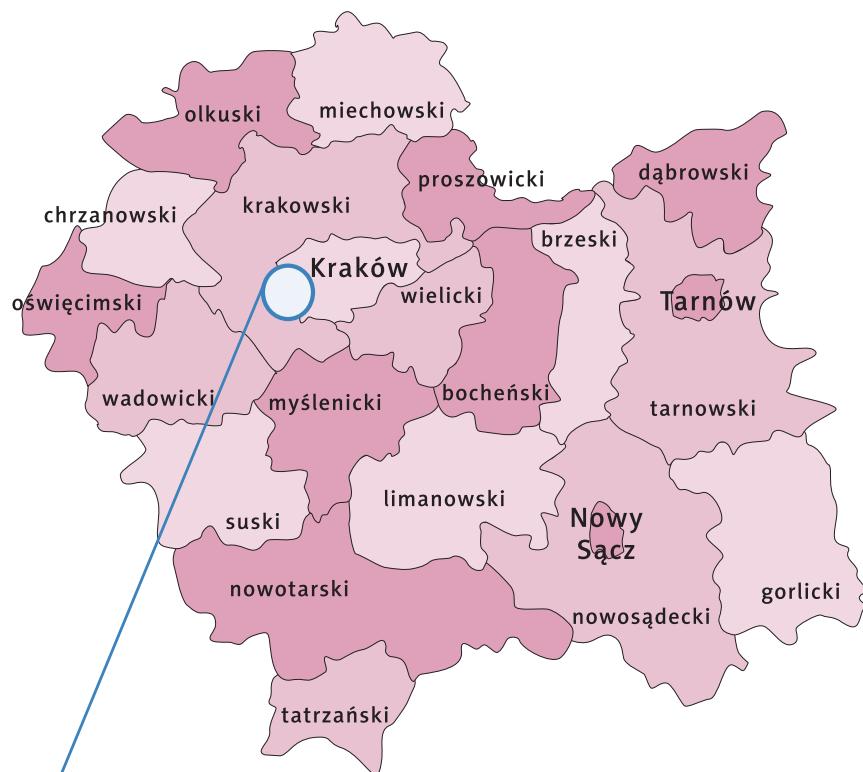 miechowski
olkuski
dąbrowski
proszowicki
krakowski
chrzanowski
brzeski
Kraków
wielicki
oświęcimski
Tarnów
bocheński
wadowicki
myślenicki
tarnowski
limanowski
suski
Nowy
Sącz
nowotarski
gorlicki
nowosądecki
tatrzański